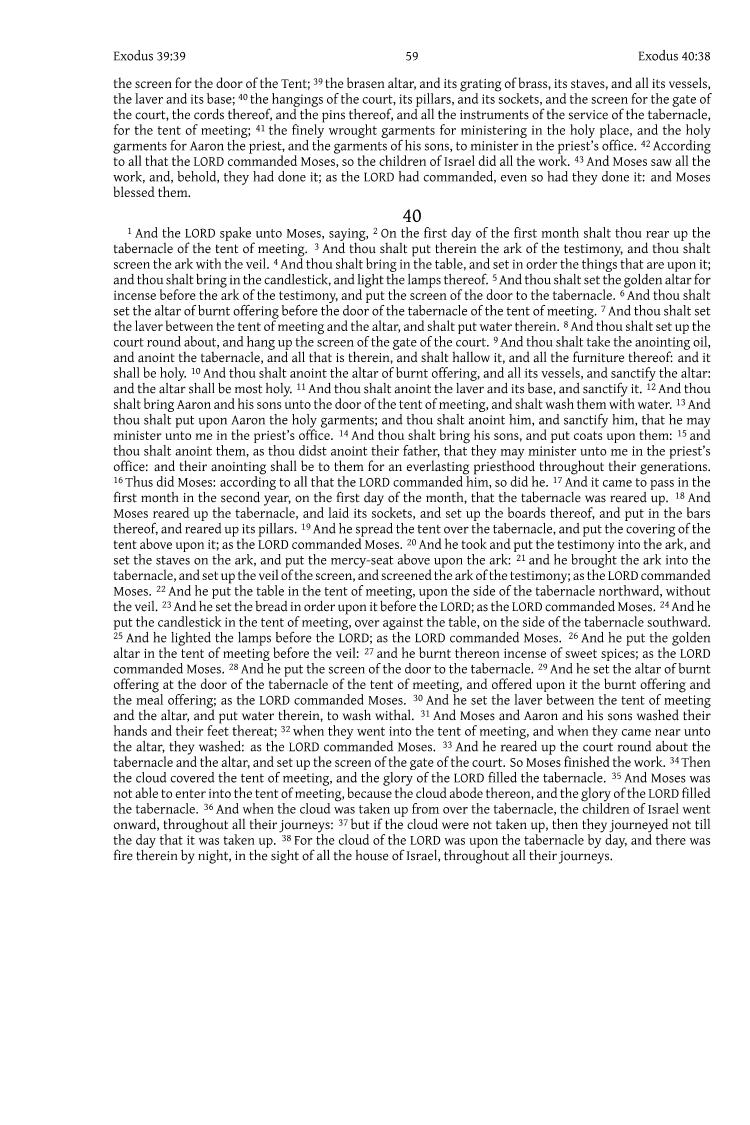 Exodus 39:39 59 Exodus 40:38
the screen for the door of the Tent; 39 the brasen altar, and its grating of brass, its staves, and all its vessels,
the laver and its base; 40 the hangings of the court, its pillars, and its sockets, and the screen for the gate of
the court, the cords thereof, and the pins thereof, and all the instruments of the service of the tabernacle,
for the tent of meeting; 41 the finely wrought garments for ministering in the holy place, and the holy
garments for Aaron the priest, and the garments of his sons, to minister in the priest's office. 42 According
to all that the LORD commanded Moses, so the children of Israel did all the work. 43 And Moses saw all the
work, and, behold, they had done it; as the LORD had commanded, even so had they done it: and Moses
blessed them.
40
1 And the LORD spake unto Moses, saying, 2 On the first day of the first month shalt thou rear up the
tabernacle of the tent of meeting. 3 And thou shalt put therein the ark of the testimony, and thou shalt
screen the ark with the veil. 4 And thou shalt bring in the table, and set in order the things that are upon it;
and thou shalt bring in the candlestick, and light the lamps thereof. 5 And thou shalt set the golden altar for
incense before the ark of the testimony, and put the screen of the door to the tabernacle. 6 And thou shalt
set the altar of burnt offering before the door of the tabernacle of the tent of meeting. 7 And thou shalt set
the laver between the tent of meeting and the altar, and shalt put water therein. 8 And thou shalt set up the
court round about, and hang up the screen of the gate of the court. 9 And thou shalt take the anointing oil,
and anoint the tabernacle, and all that is therein, and shalt hallow it, and all the furniture thereof: and it
shall be holy. 10 And thou shalt anoint the altar of burnt offering, and all its vessels, and sanctify the altar:
and the altar shall be most holy. 11 And thou shalt anoint the laver and its base, and sanctify it. 12 And thou
shalt bring Aaron and his sons unto the door of the tent of meeting, and shalt wash them with water. 13 And
thou shalt put upon Aaron the holy garments; and thou shalt anoint him, and sanctify him, that he may
minister unto me in the priest's office. 14 And thou shalt bring his sons, and put coats upon them: 15 and
thou shalt anoint them, as thou didst anoint their father, that they may minister unto me in the priest's
office: and their anointing shall be to them for an everlasting priesthood throughout their generations.
16 Thus did Moses: according to all that the LORD commanded him, so did he. 17 And it came to pass in the
first month in the second year, on the first day of the month, that the tabernacle was reared up. 18 And
Moses reared up the tabernacle, and laid its sockets, and set up the boards thereof, and put in the bars
thereof, and reared up its pillars. 19 And he spread the tent over the tabernacle, and put the covering of the
tent above upon it; as the LORD commanded Moses. 20 And he took and put the testimony into the ark, and
set the staves on the ark, and put the mercy-seat above upon the ark: 21 and he brought the ark into the
tabernacle, and set up the veil of the screen, and screened the ark of the testimony; as the LORD commanded
Moses. 22 And he put the table in the tent of meeting, upon the side of the tabernacle northward, without
the veil. 23 And he set the bread in order upon it before the LORD; as the LORD commanded Moses. 24 And he
put the candlestick in the tent of meeting, over against the table, on the side of the tabernacle southward.
25 And he lighted the lamps before the LORD; as the LORD commanded Moses. 26 And he put the golden
altar in the tent of meeting before the veil: 27 and he burnt thereon incense of sweet spices; as the LORD
commanded Moses. 28 And he put the screen of the door to the tabernacle. 29 And he set the altar of burnt
offering at the door of the tabernacle of the tent of meeting, and offered upon it the burnt offering and
the meal offering; as the LORD commanded Moses. 30 And he set the laver between the tent of meeting
and the altar, and put water therein, to wash withal. 31 And Moses and Aaron and his sons washed their
hands and their feet thereat; 32 when they went into the tent of meeting, and when they came near unto
the altar, they washed: as the LORD commanded Moses. 33 And he reared up the court round about the
tabernacle and the altar, and set up the screen of the gate of the court. So Moses finished the work. 34 Then
the cloud covered the tent of meeting, and the glory of the LORD filled the tabernacle. 35 And Moses was
not able to enter into the tent of meeting, because the cloud abode thereon, and the glory of the LORD filled
the tabernacle. 36 And when the cloud was taken up from over the tabernacle, the children of Israel went
onward, throughout all their journeys: 37 but if the cloud were not taken up, then they journeyed not till
the day that it was taken up. 38 For the cloud of the LORD was upon the tabernacle by day, and there was
fire therein by night, in the sight of all the house of Israel, throughout all their journeys.